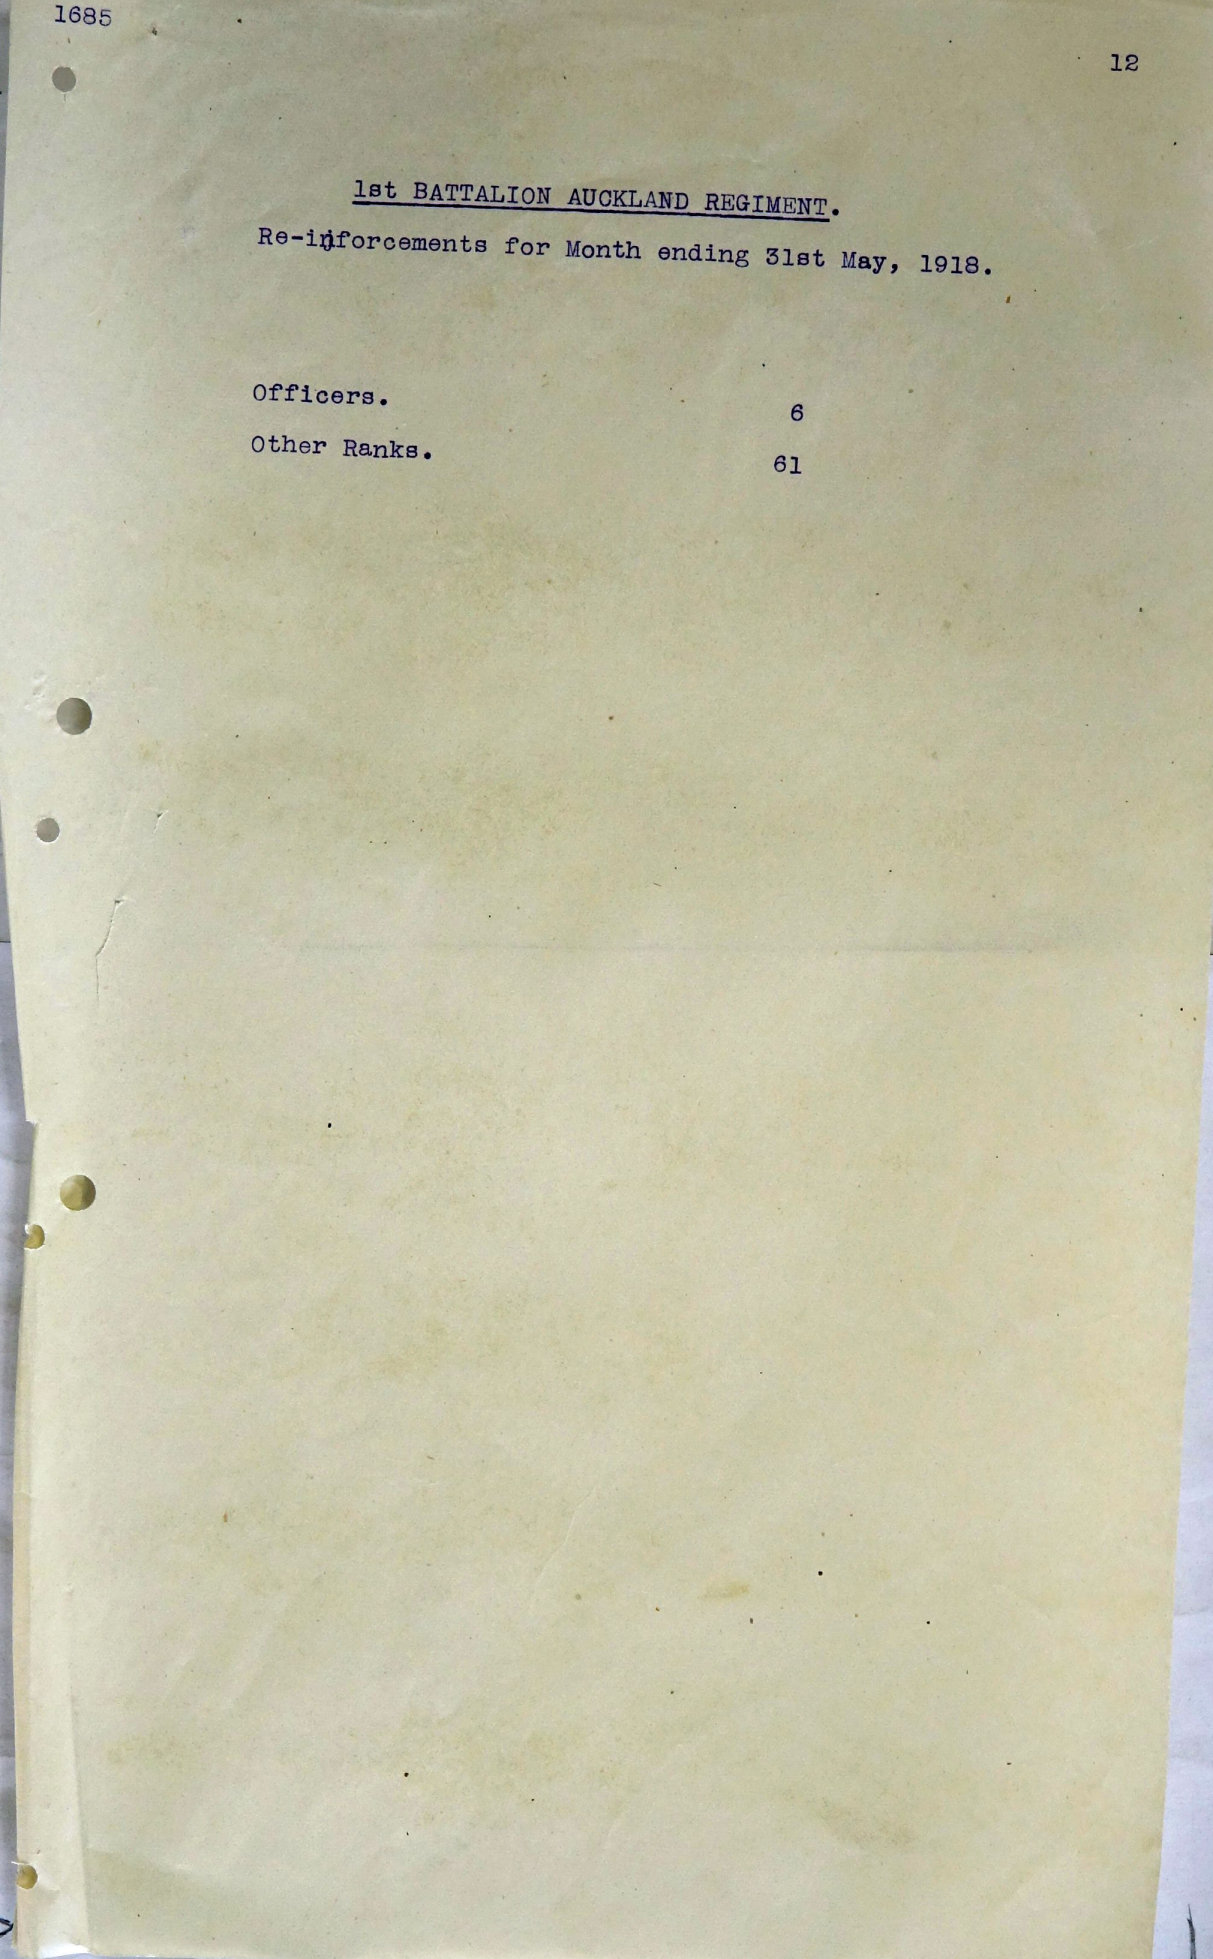 1685
12
1st BATTALION AUCKLAND REGIMENT.
Re-inforcements for Month ending 31st May, 1918.
Officers. 6
Other Ranks. 61